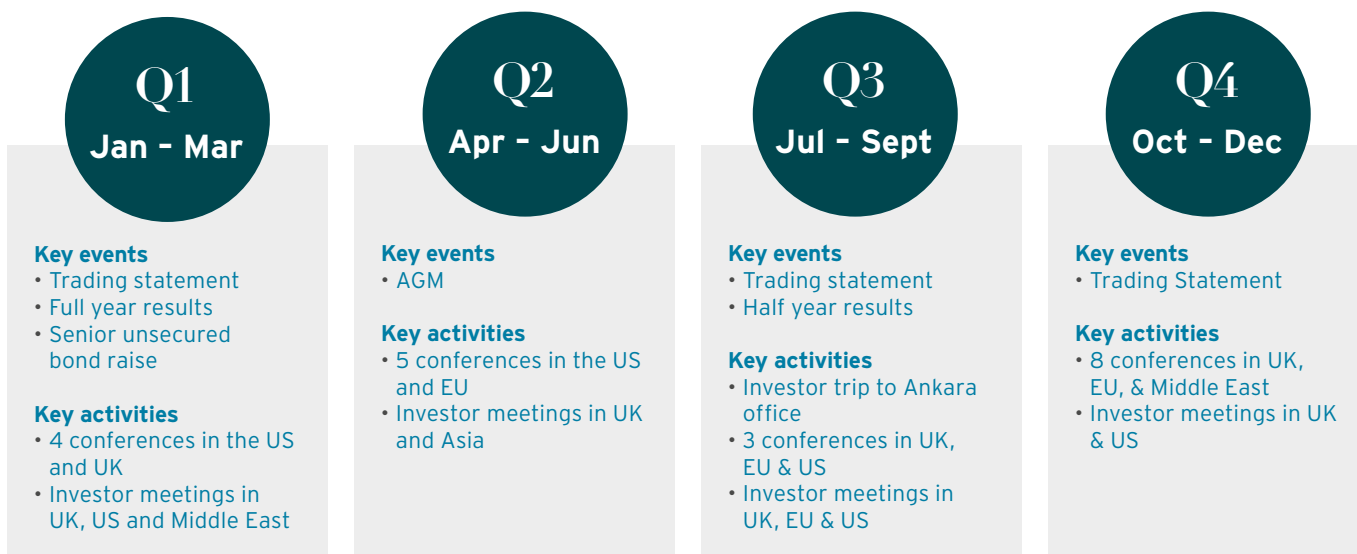 Q1
Jan – Mar
Key events
• Trading statement
• Full year results
• Senior unsecured
bond raise
Key activities
• 4 conferences in the US
and UK
• Investor meetings in
UK, US and Middle East
Q2
Apr – Jun
Key events
• AGM
Key activities
• 5 conferences in the US
and EU
• Investor meetings in UK
and Asia
Q3
Jul – Sept
Key events
• Trading statement
• Half year results
Key activities
• Investor trip to Ankara
office
• 3 conferences in UK,
EU & US
• Investor meetings in
UK, EU & US
Q4
Oct – Dec
Key events
• Trading Statement
Key activities
• 8 conferences in UK,
EU, & Middle East
• Investor meetings in UK
& US